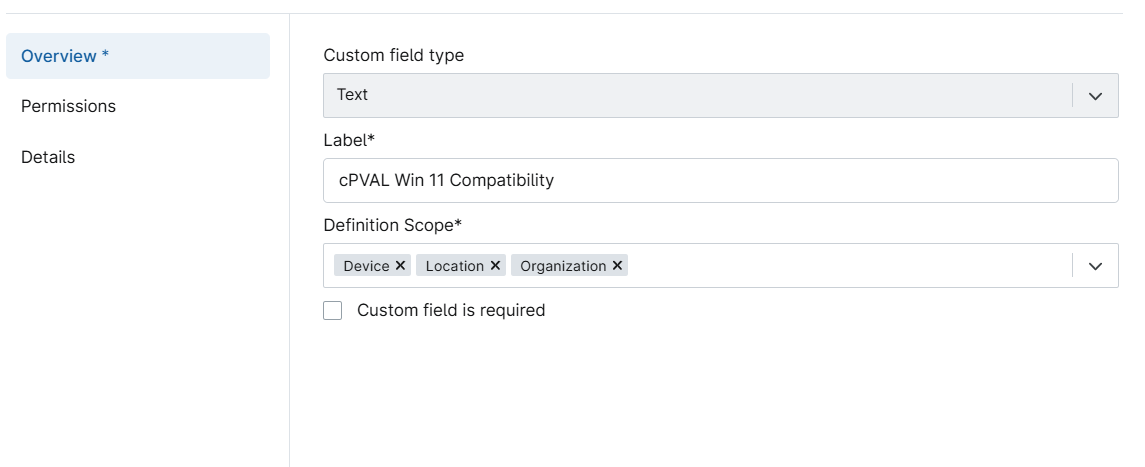 Overview *
Permissions
Details
Custom field type
Text
Label*
cPVAL Win 11 Compatibility
Definition Scope*
Device × Location × Organization ×
Custom field is required